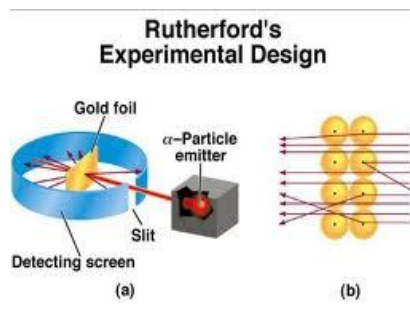 Rutherford's
Experimental Design
Gold foil
α–Particle
emitter
Slit
Detecting screen
(a)
(b)